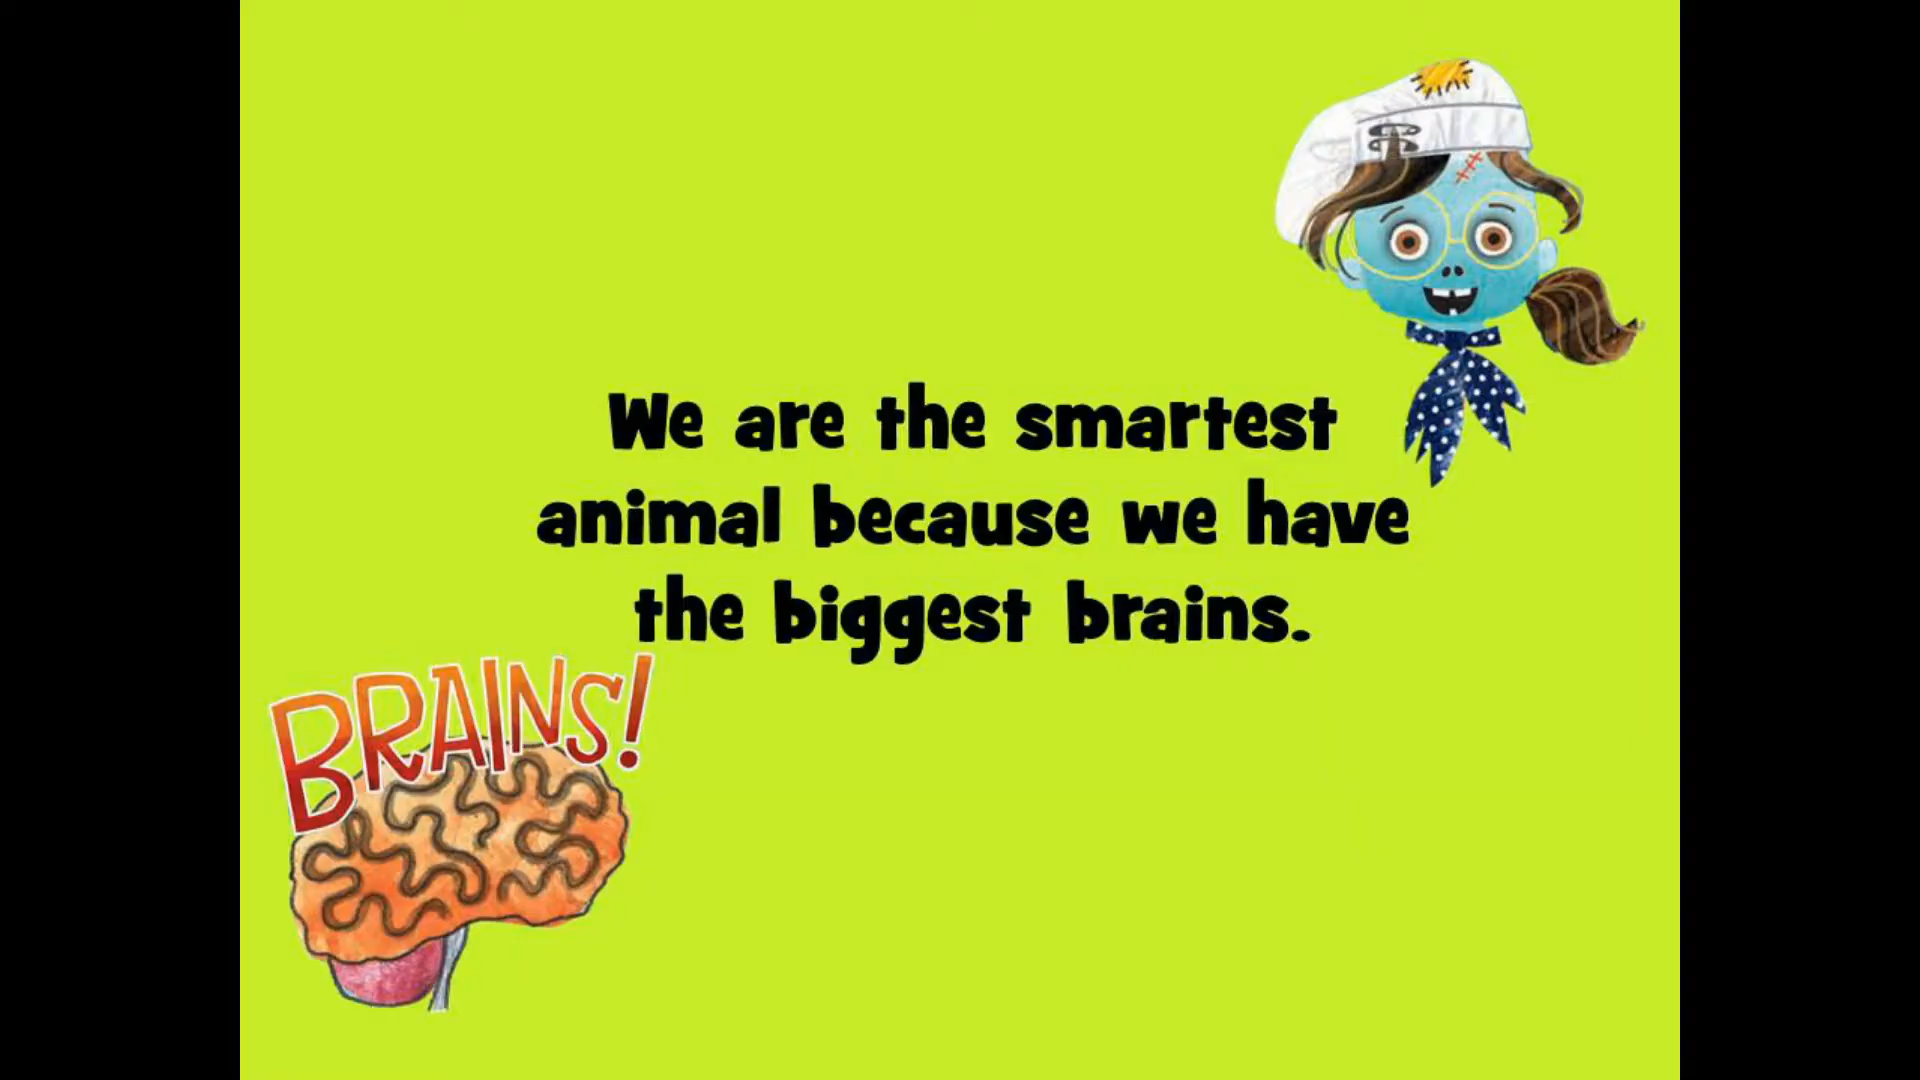 We are the smartest
animal because we have
the biggest brains.
BRAINS!